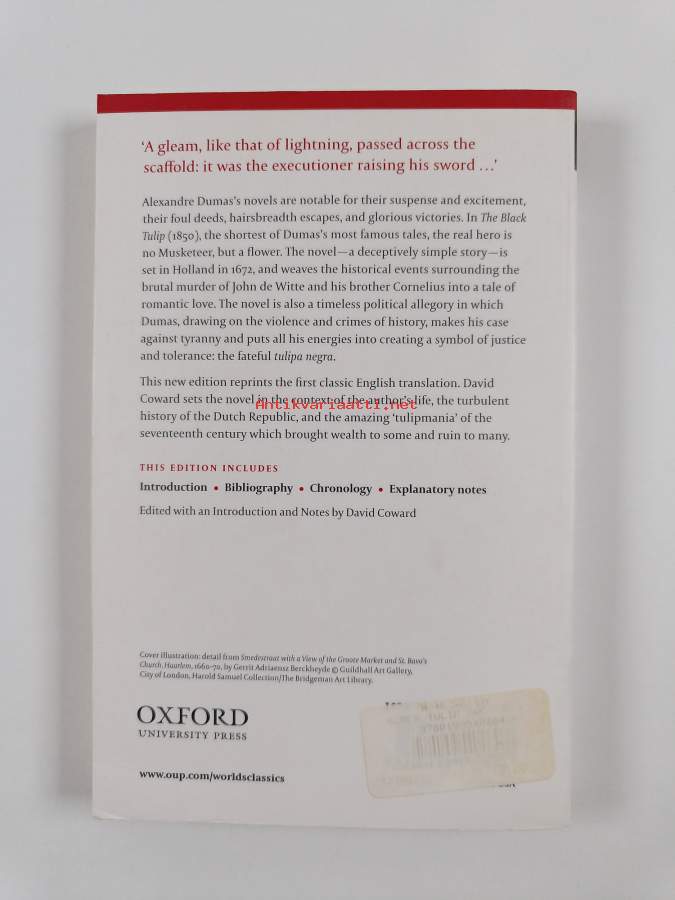 ‘A gleam, like that of lightning, passed across the
scaffold: it was the executioner raising his sword …’
Alexandre Dumas’s novels are notable for their suspense and excitement,
their foul deeds, hairsbreadth escapes, and glorious victories. In The Black
Tulip (1850), the shortest of Dumas’s most famous tales, the real hero is
no Musketeer, but a flower. The novel—a deceptively simple story—is
set in Holland in 1672, and weaves the historical events surrounding the
brutal murder of John de Witte and his brother Cornelius into a tale of
romantic love. The novel is also a timeless political allegory in which
Dumas, drawing on the violence and crimes of history, makes his case
against tyranny and puts all his energies into creating a symbol of justice
and tolerance: the fateful tulipa negra.
This new edition reprints the first classic English translation. David
Coward sets the novel in the context of the author’s life, the turbulent
Antikvariaatti.net
history of the Dutch Republic, and the amazing ‘tulipmania’ of the
seventeenth century which brought wealth to some and ruin to many.
THIS EDITION INCLUDES
Introduction • Bibliography • Chronology • Explanatory notes
Edited with an Introduction and Notes by David Coward
Cover illustration: detail from Smedestraat with a View of the Groote Market and St. Bavo’s
Church, Haarlem, 1660–70, by Gerrit Adriaensz Berckheyde © Guildhall Art Gallery,
City of London, Harold Samuel Collection/The Bridgeman Art Library.
OXFORD
UNIVERSITY PRESS
www.oup.com/worldsclassics